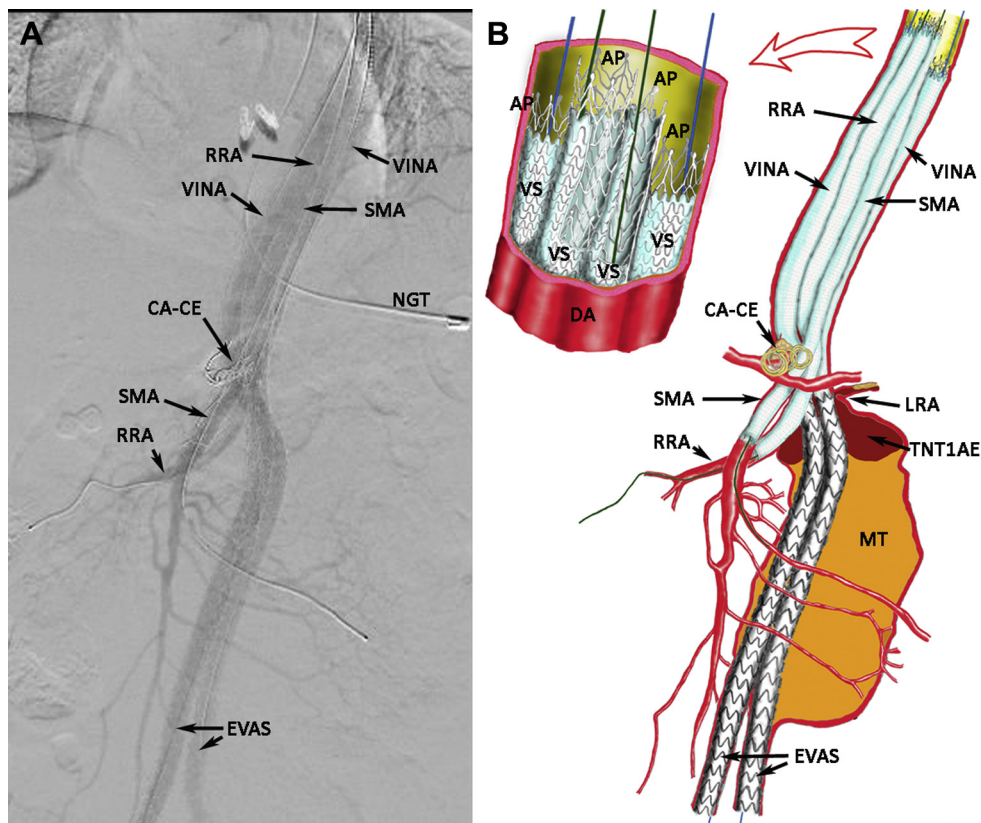 A
RRA
VINA
VINA
SMA
NGT
CA-CE
SMA
RRA
EVAS
B
AP
AP
AP
AP
VS
VS
VS
VS
DA
RRA
VINA
VINA
SMA
CA-CE
SMA
LRA
RRA
TNT1AE
MT
EVAS